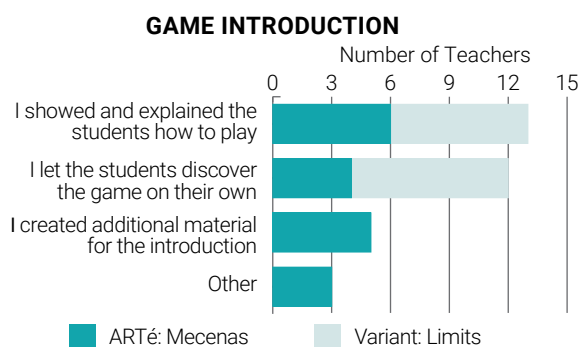 GAME INTRODUCTION
Number of Teachers
0 3 6 9 12 15
I showed and explained the
students how to play
I let the students discover
the game on their own
I created additional material
for the introduction
Other
ARTé: Mecenas
Variant: Limits